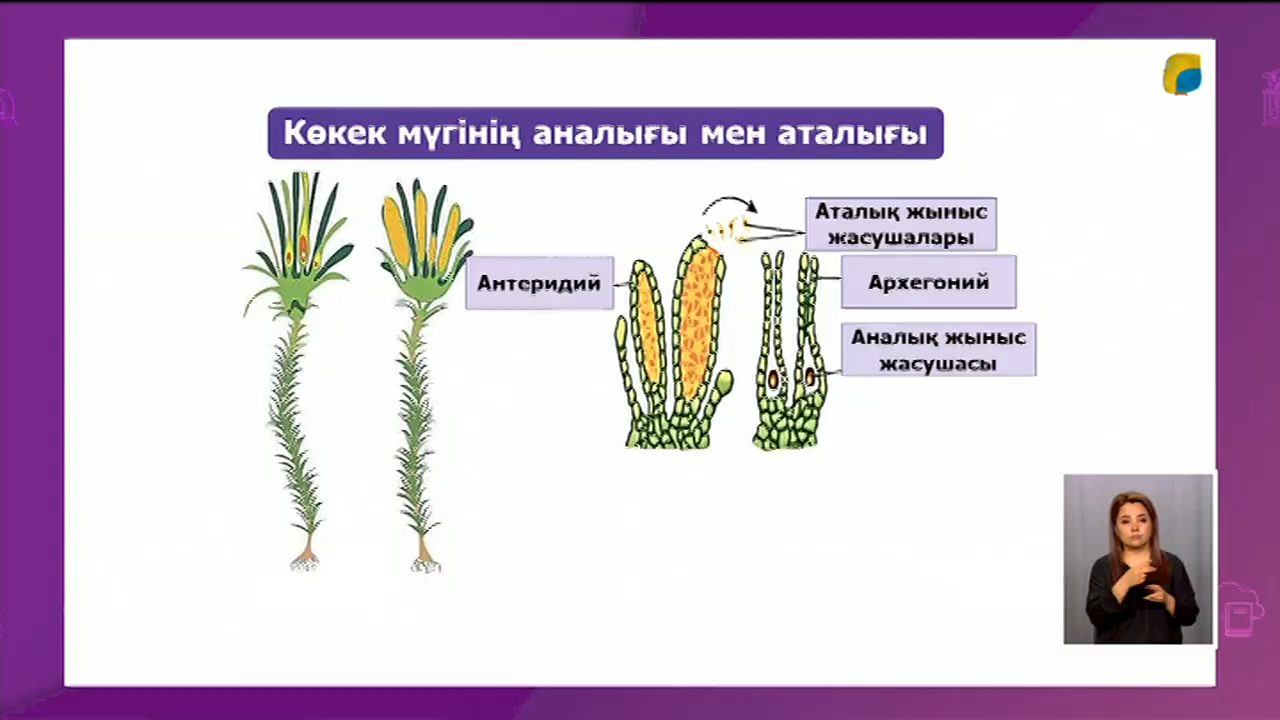 Көкек мүгінің аналығы мен аталығы
Аталық жыныс
жасушалары
Антеридий
Архегоний
Аналық жыныс
жасушасы